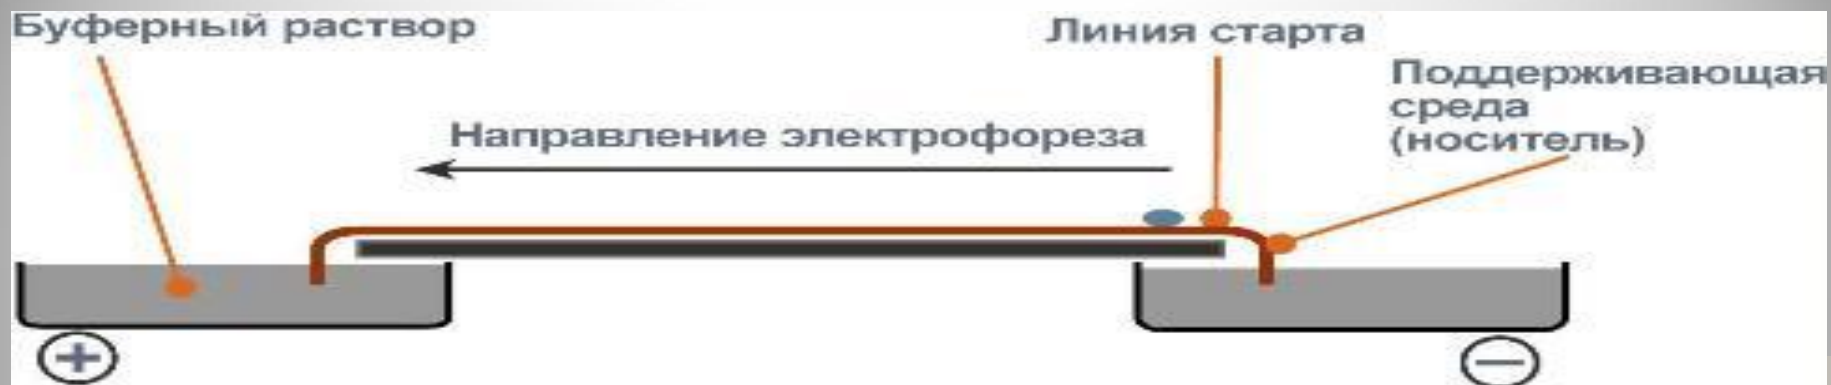 Буферный раствор
Линия старта
Поддерживающая
среда
(носитель)
Направление электрофореза
+
−